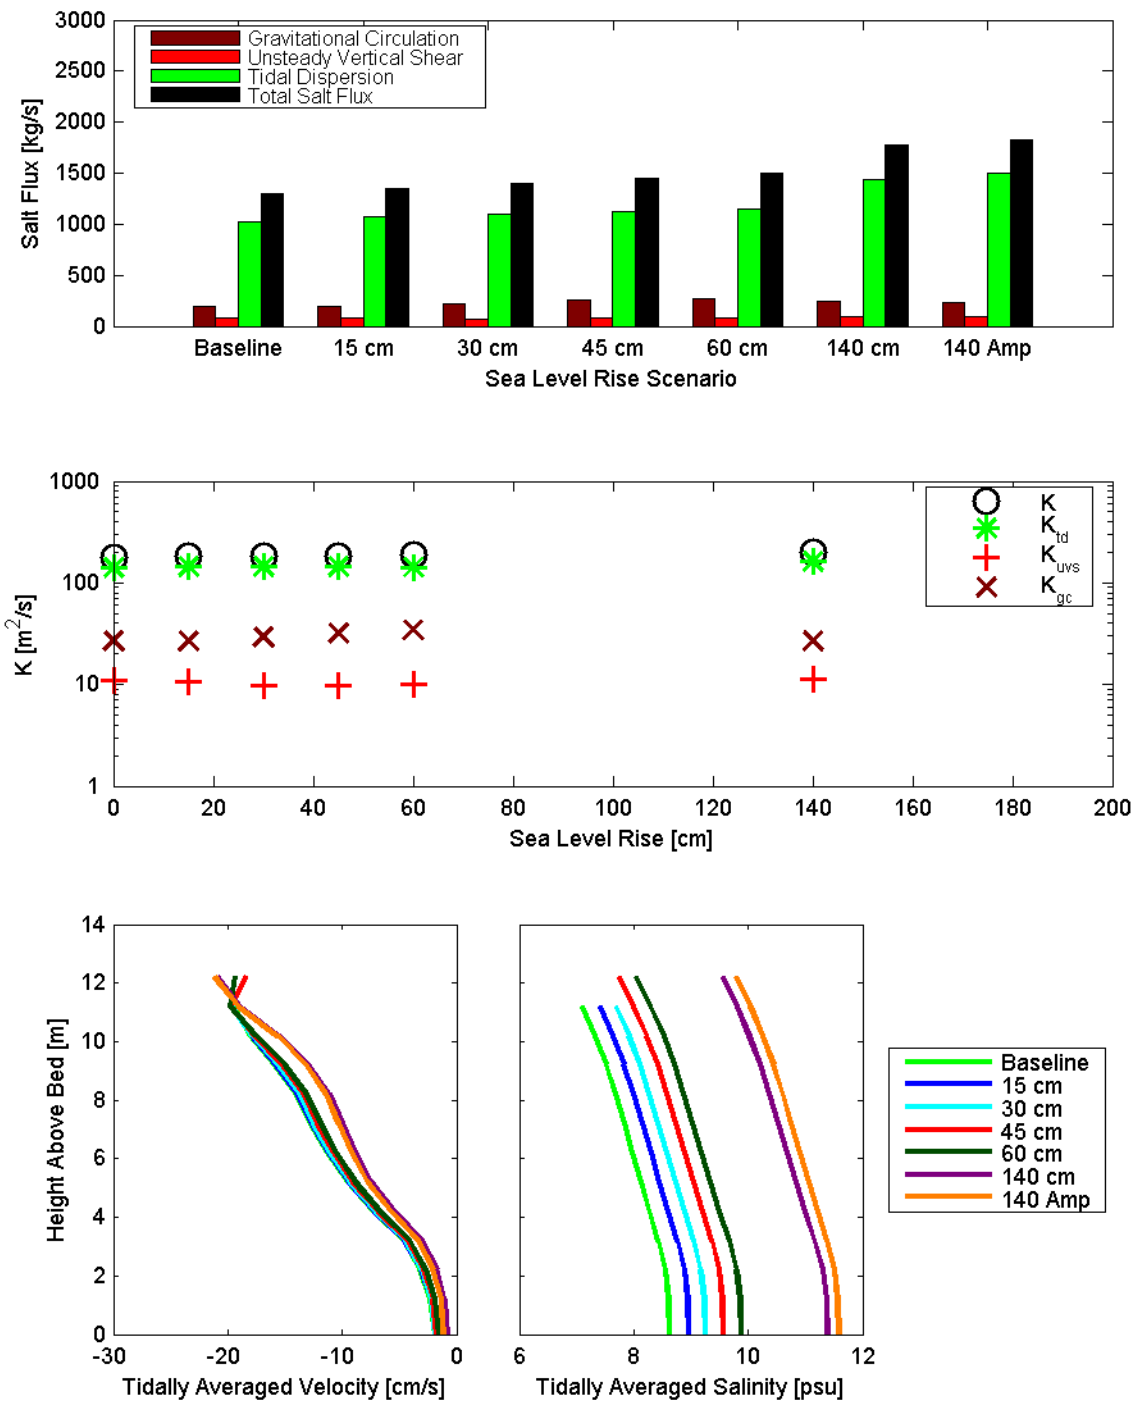 3000
2500
2000
1500
1000
500
0
Salt Flux [kg/s]
Gravitational Circulation
Unsteady Vertical Shear
Tidal Dispersion
Total Salt Flux
Baseline 15 cm 30 cm 45 cm 60 cm 140 cm 140 Amp
Sea Level Rise Scenario
1000
100
10
1
K [m²/s]
K
K_td
K_uvs
K_gc
0 20 40 60 80 100 120 140 160 180 200
Sea Level Rise [cm]
14
12
10
8
6
4
2
0
Height Above Bed [m]
-30 -20 -10 0
Tidally Averaged Velocity [cm/s]
6 8 10 12
Tidally Averaged Salinity [psu]
Baseline
15 cm
30 cm
45 cm
60 cm
140 cm
140 Amp